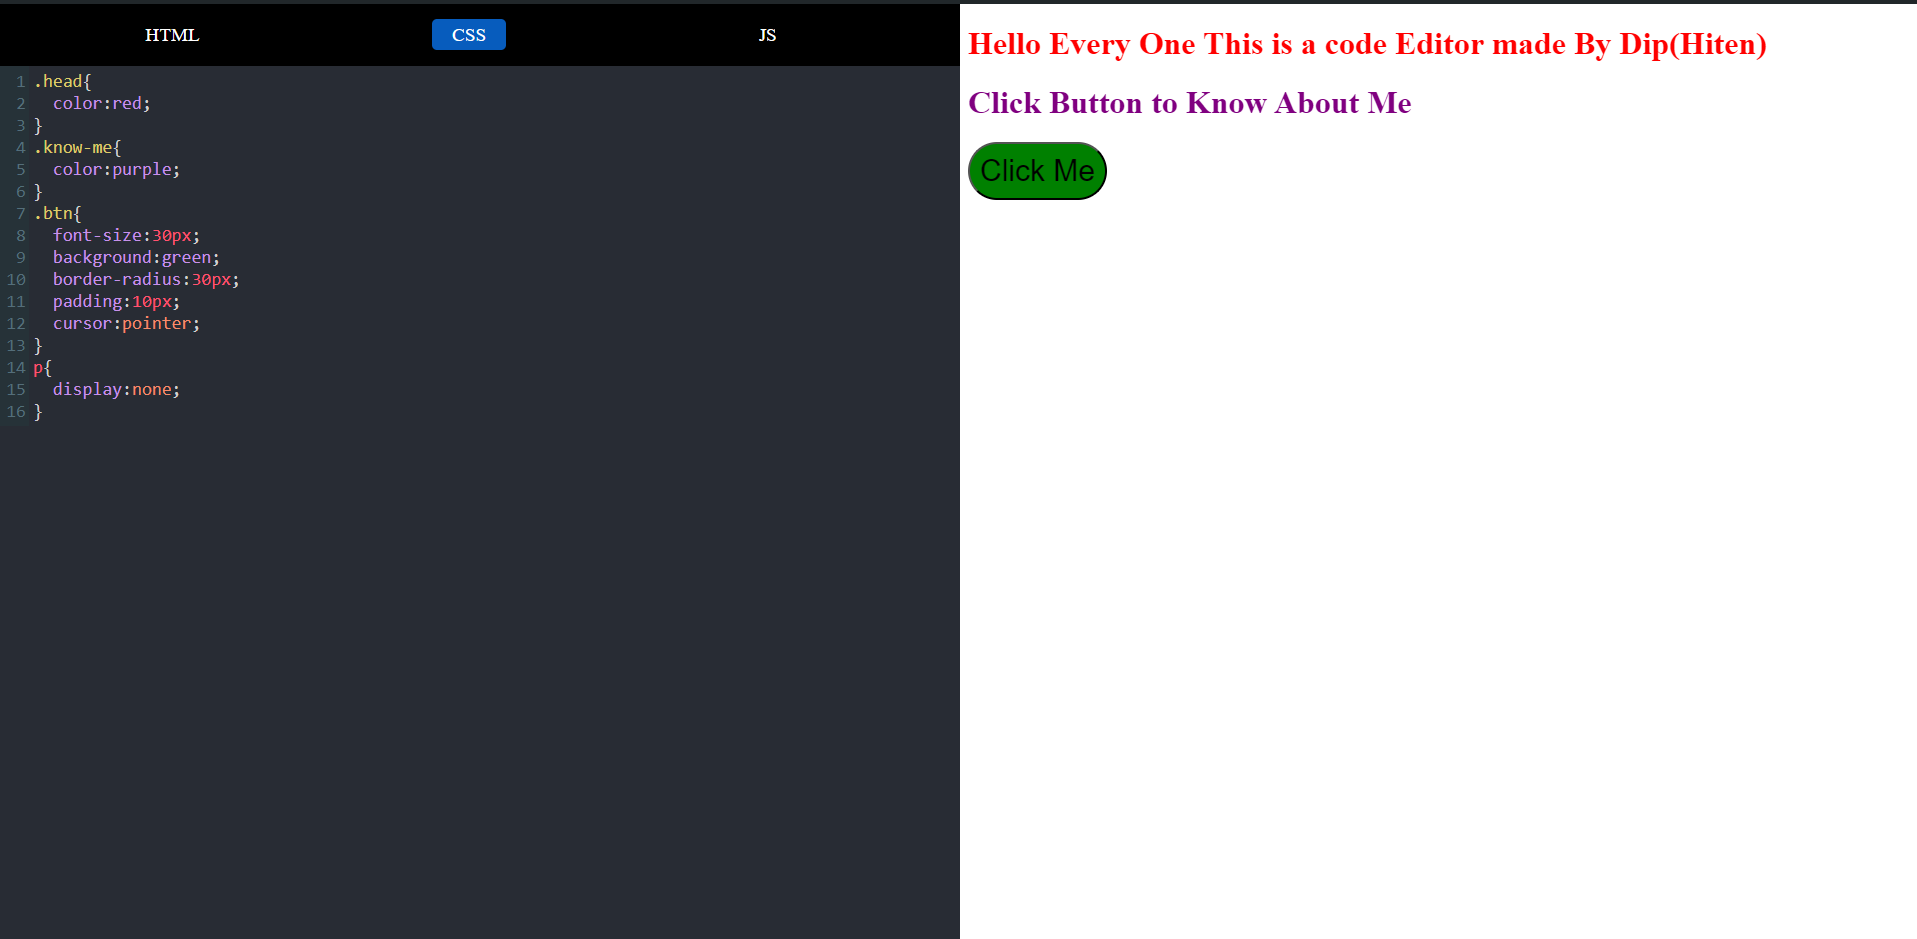 HTML CSS JS
1 .head{
2   color:red;
3 }
4 .know-me{
5   color:purple;
6 }
7 .btn{
8   font-size:30px;
9   background:green;
10   border-radius:30px;
11   padding:10px;
12   cursor:pointer;
13 }
14 p{
15   display:none;
16 }
Hello Every One This is a code Editor made By Dip(Hiten)
Click Button to Know About Me
Click Me